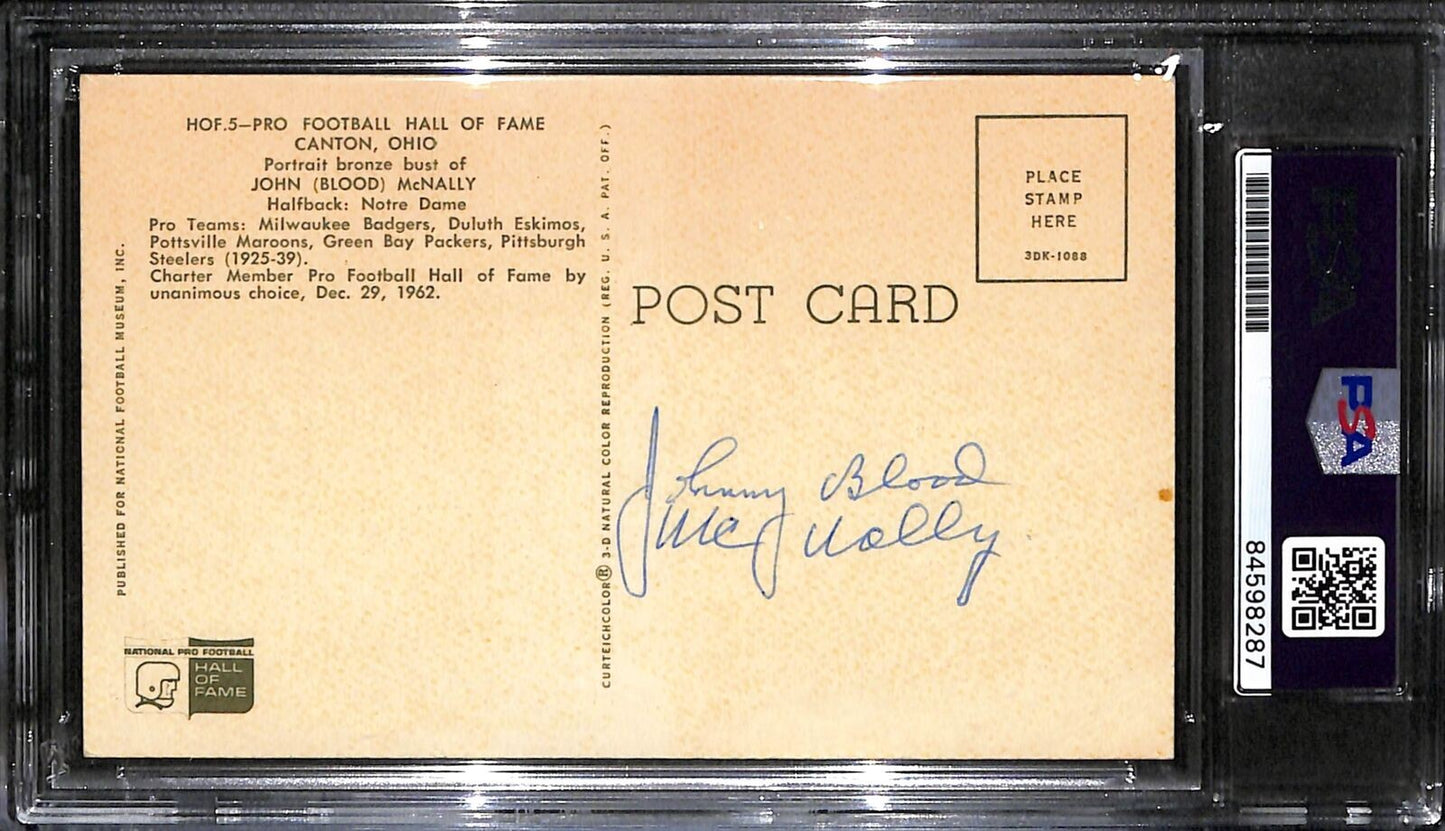 HOF.5—PRO FOOTBALL HALL OF FAME
CANTON, OHIO
Portrait bronze bust of
JOHN (BLOOD) McNALLY
Halfback: Notre Dame
Pro Teams: Milwaukee Badgers, Duluth Eskimos,
Pottsville Maroons, Green Bay Packers, Pittsburgh
Steelers (1925-39).
Charter Member Pro Football Hall of Fame by
unanimous choice, Dec. 29, 1962.
PUBLISHED FOR NATIONAL FOOTBALL MUSEUM, INC.
NATIONAL PRO FOOTBALL
HALL
OF
FAME
CURTEICHCOLOR® 3-D NATURAL COLOR REPRODUCTION (REG. U. S. A. PAT. OFF.)
PLACE
STAMP
HERE
3DK-1088
POST CARD
Johnny Blood
McNally
PSA
PSA
84598287